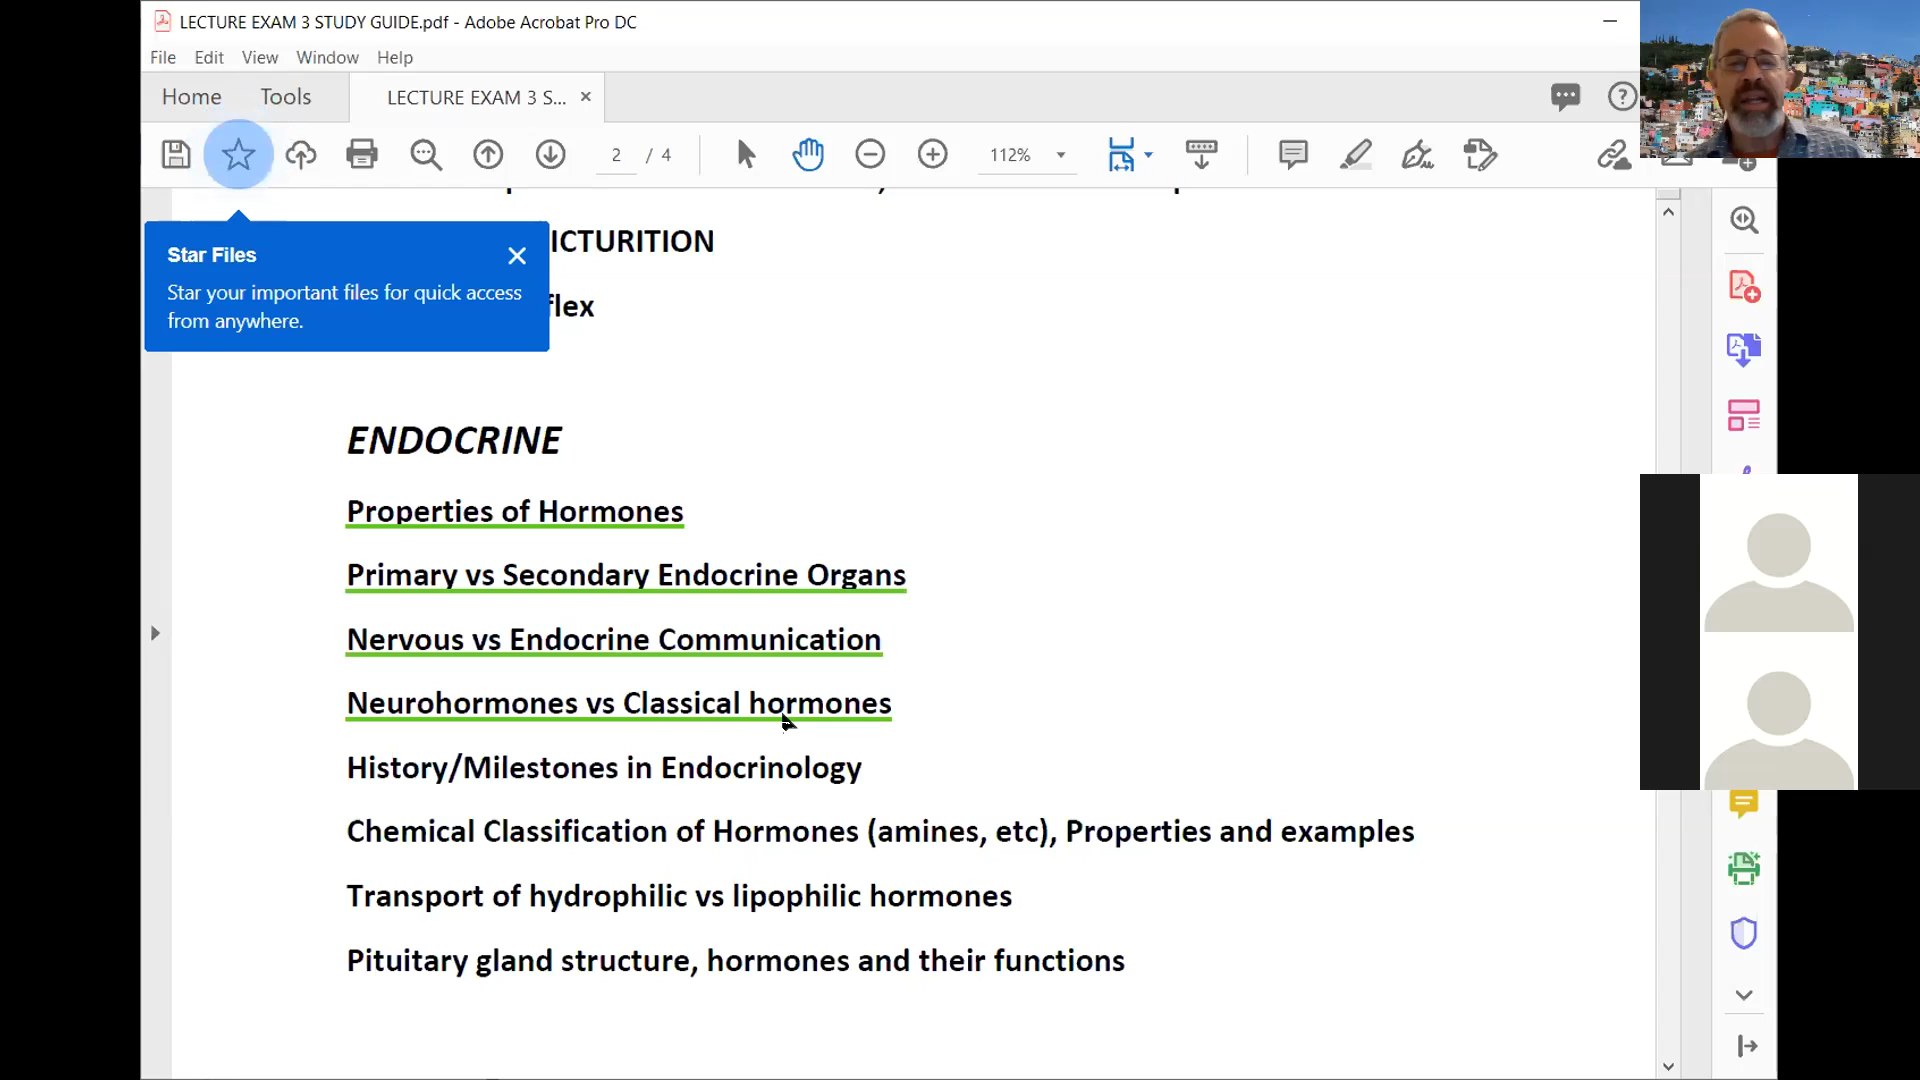 LECTURE EXAM 3 STUDY GUIDE.pdf - Adobe Acrobat Pro DC
File Edit View Window Help
Home Tools LECTURE EXAM 3 S...
2 / 4 112%
ICTURITION
Star Files
Star your important files for quick access
from anywhere.
flex
ENDOCRINE
Properties of Hormones
Primary vs Secondary Endocrine Organs
Nervous vs Endocrine Communication
Neurohormones vs Classical hormones
History/Milestones in Endocrinology
Chemical Classification of Hormones (amines, etc), Properties and examples
Transport of hydrophilic vs lipophilic hormones
Pituitary gland structure, hormones and their functions